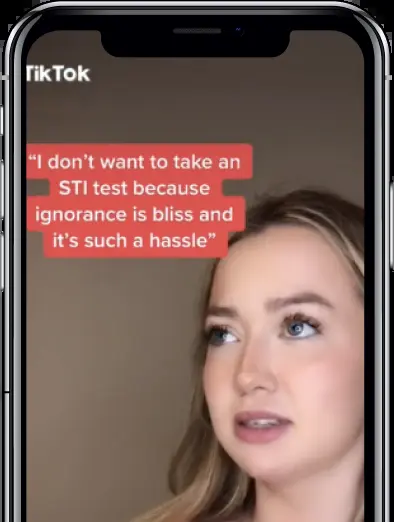 TikTok
“I don’t want to take an
STI test because
ignorance is bliss and
it’s such a hassle”